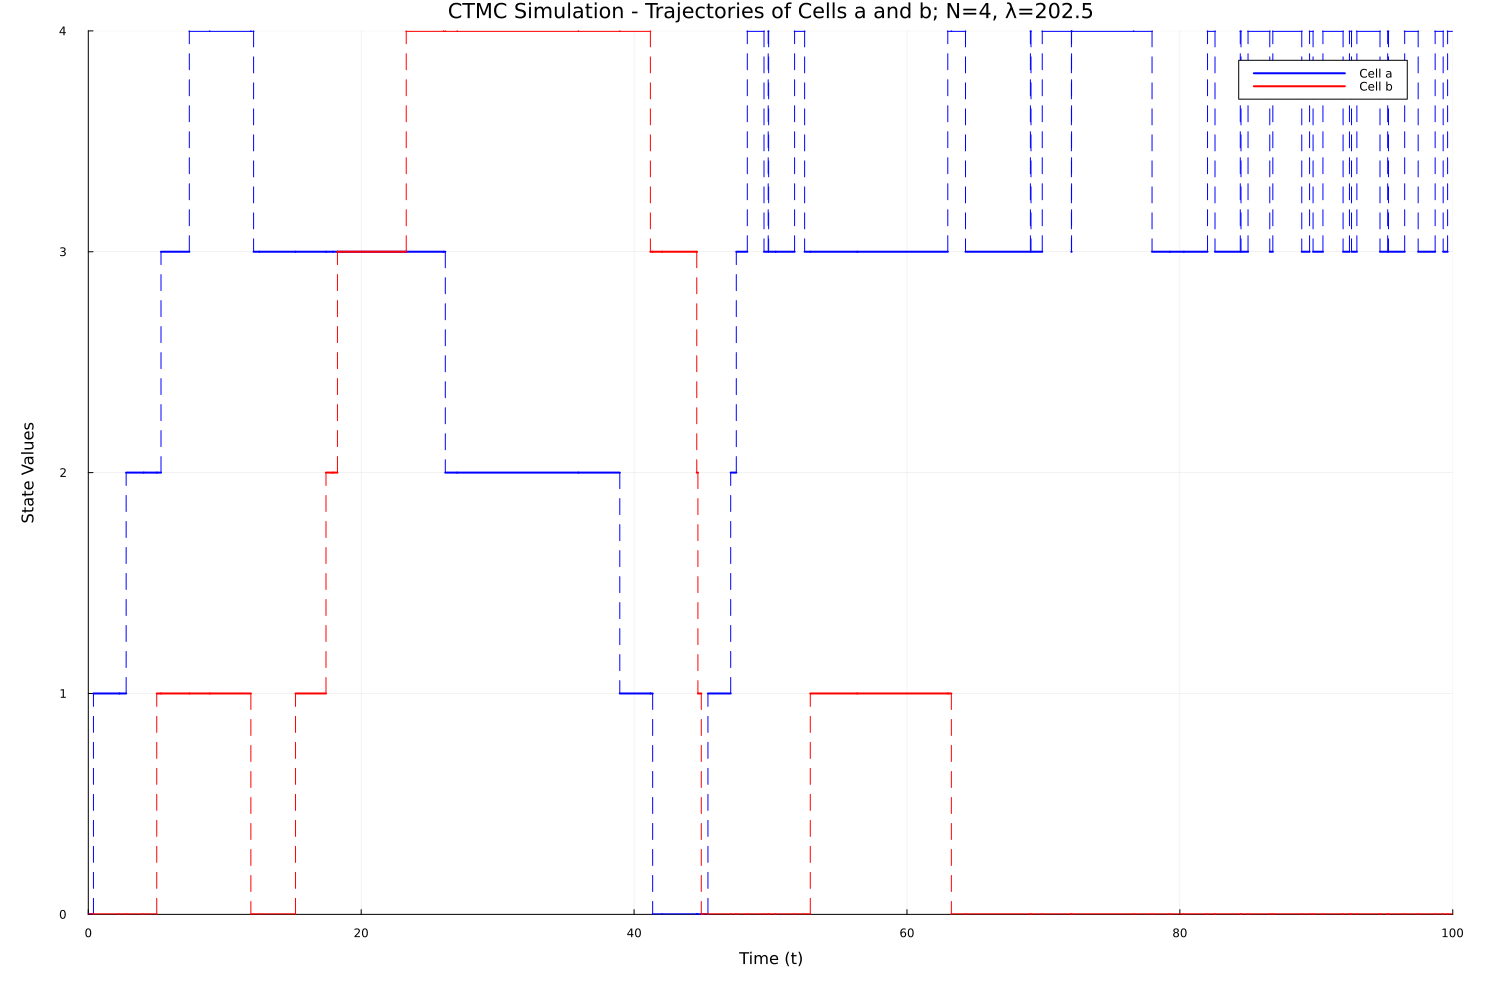 CTMC Simulation - Trajectories of Cells a and b; N=4, λ=202.5
4
Cell a
Cell b
3
State Values
2
1
0
0 20 40 60 80 100
Time (t)